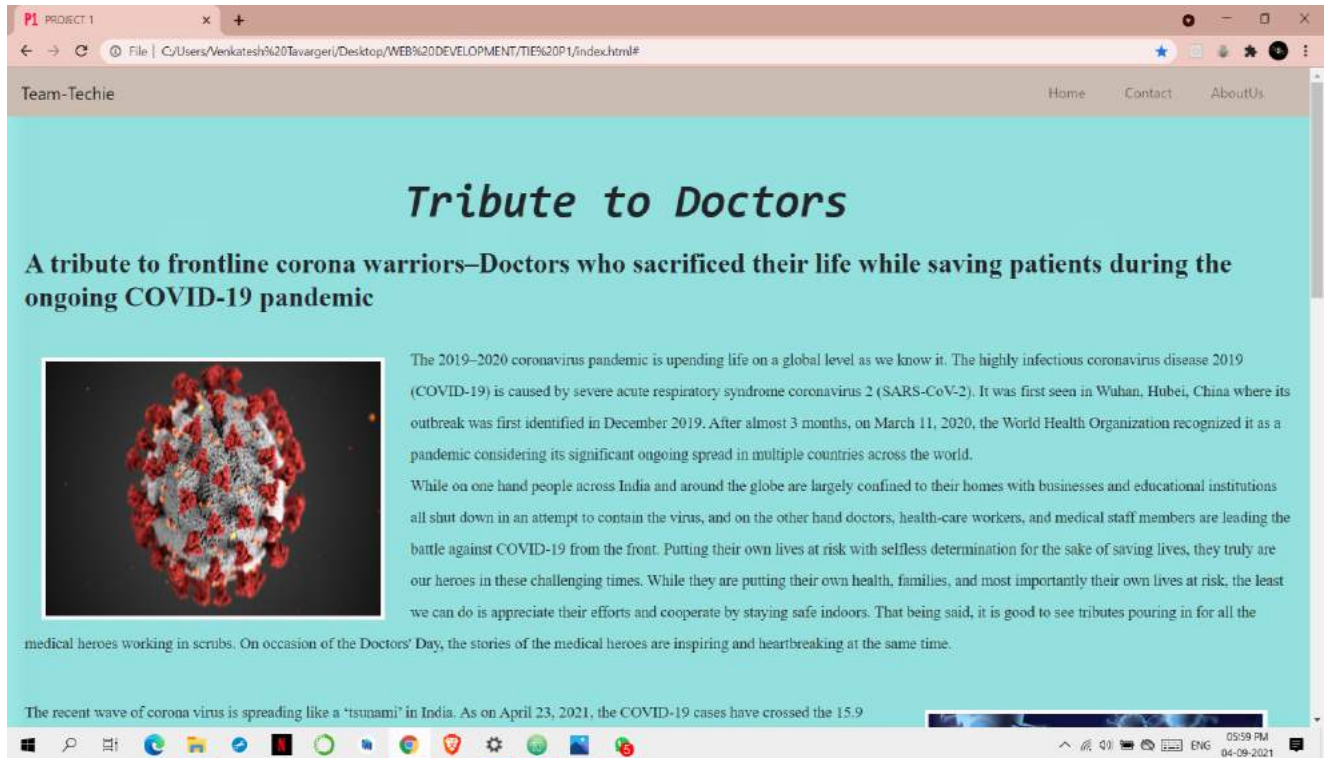 P1 PROJECT 1
File | C:/Users/Venkatesh%20Tavargeri/Desktop/WEB%20DEVELOPMENT/TIE%20P1/index.html#
Team-Techie Home Contact AboutUs
Tribute to Doctors
A tribute to frontline corona warriors–Doctors who sacrificed their life while saving patients during the
ongoing COVID-19 pandemic
The 2019–2020 coronavirus pandemic is upending life on a global level as we know it. The highly infectious coronavirus disease 2019
(COVID-19) is caused by severe acute respiratory syndrome coronavirus 2 (SARS-CoV-2). It was first seen in Wuhan, Hubei, China where its
outbreak was first identified in December 2019. After almost 3 months, on March 11, 2020, the World Health Organization recognized it as a
pandemic considering its significant ongoing spread in multiple countries across the world.
While on one hand people across India and around the globe are largely confined to their homes with businesses and educational institutions
all shut down in an attempt to contain the virus, and on the other hand doctors, health-care workers, and medical staff members are leading the
battle against COVID-19 from the front. Putting their own lives at risk with selfless determination for the sake of saving lives, they truly are
our heroes in these challenging times. While they are putting their own health, families, and most importantly their own lives at risk, the least
we can do is appreciate their efforts and cooperate by staying safe indoors. That being said, it is good to see tributes pouring in for all the
medical heroes working in scrubs. On occasion of the Doctors' Day, the stories of the medical heroes are inspiring and heartbreaking at the same time.
The recent wave of corona virus is spreading like a ‘tsunami’ in India. As on April 23, 2021, the COVID-19 cases have crossed the 15.9
ENG 05:59 PM
04-09-2021